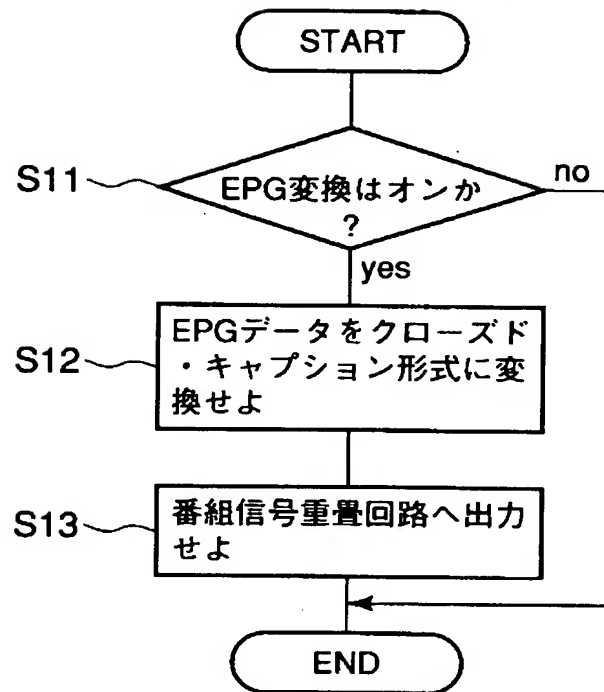 START
S11
EPG変換はオンか
?
no
yes
S12
EPGデータをクローズド
・キャプション形式に変
換せよ
S13
番組信号重畳回路へ出力
せよ
END